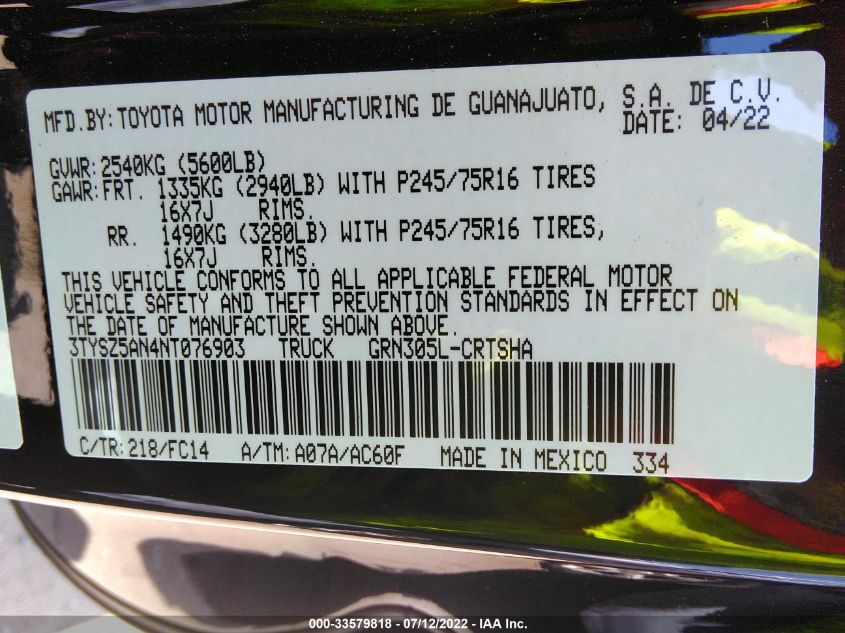 MFD.BY:TOYOTA MOTOR MANUFACTURING DE GUANAJUATO, S.A. DE C.V.
DATE: 04/22
GVWR:2540KG (5600LB)
GAWR:FRT. 1335KG (2940LB) WITH P245/75R16 TIRES
16X7J RIMS.
RR. 1490KG (3280LB) WITH P245/75R16 TIRES,
16X7J RIMS.
THIS VEHICLE CONFORMS TO ALL APPLICABLE FEDERAL MOTOR
VEHICLE SAFETY AND THEFT PREVENTION STANDARDS IN EFFECT ON
THE DATE OF MANUFACTURE SHOWN ABOVE.
3TYSZ5AN4NT076903 TRUCK GRN305L-CRTSHA
C/TR:218/FC14 A/TM:A07A/AC60F MADE IN MEXICO 334
000-33579818 - 07/12/2022 - IAA Inc.